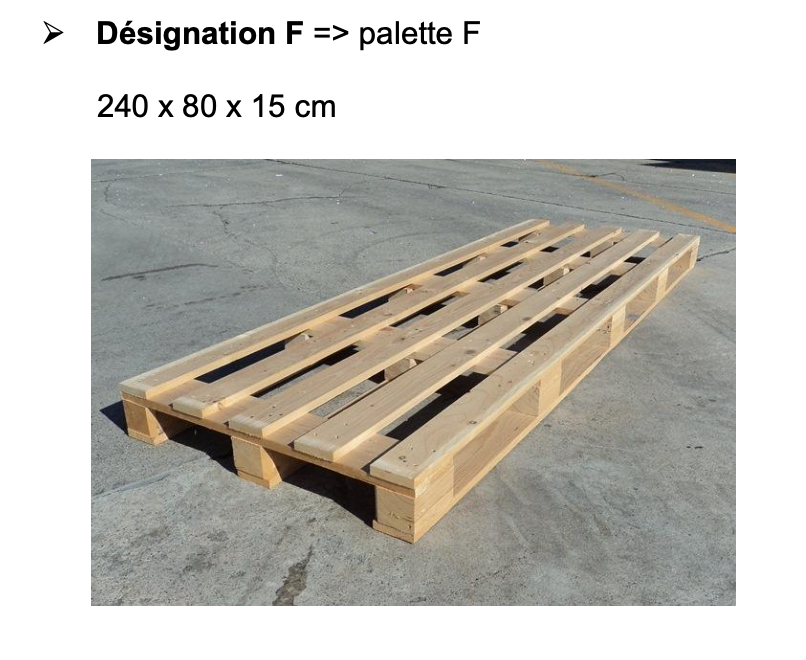 ➢ Désignation F => palette F
240 x 80 x 15 cm